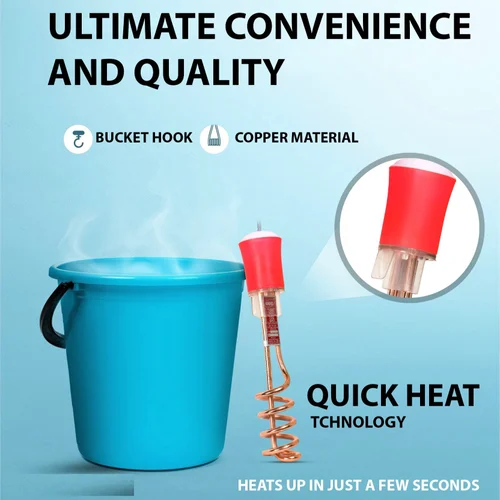 ULTIMATE CONVENIENCE
AND QUALITY
BUCKET HOOK COPPER MATERIAL
QUICK HEAT
TCHNOLOGY
HEATS UP IN JUST A FEW SECONDS